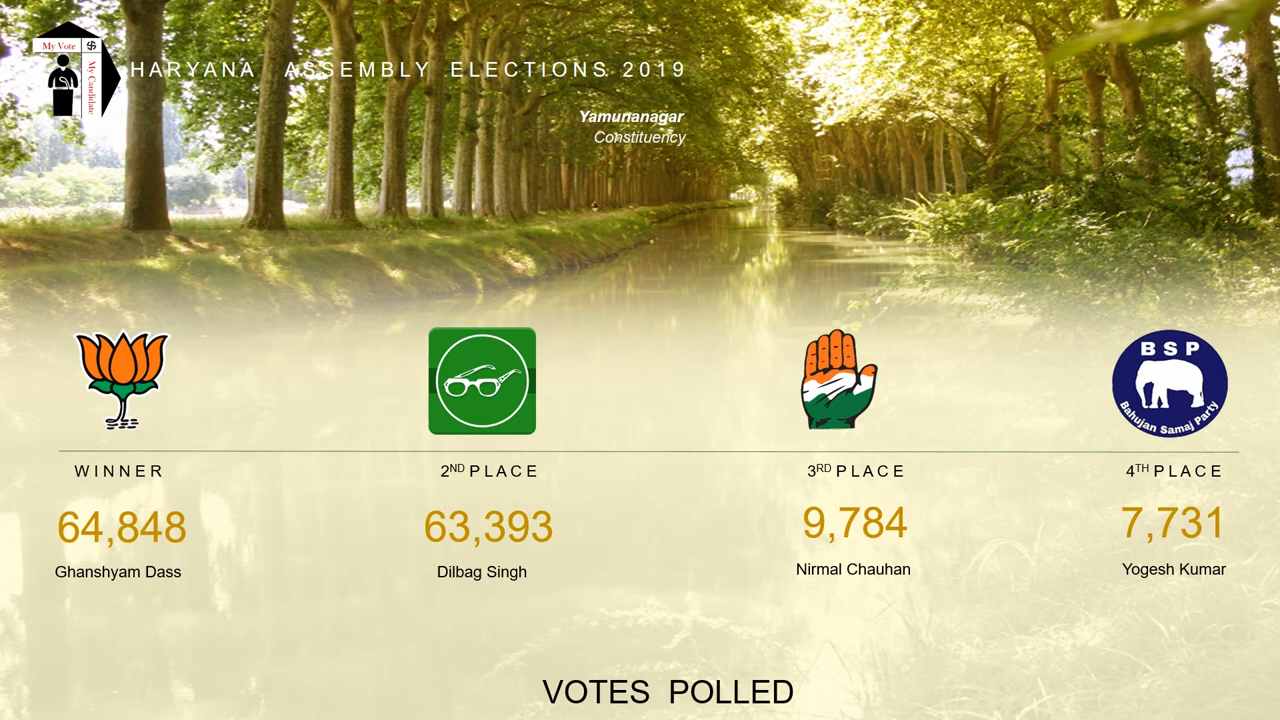 My Vote
My Candidate
HARYANA ASSEMBLY ELECTIONS 2019
Yamunanagar
Constituency
BSP
Bahujan Samaj Party
WINNER
2ND PLACE
3RD PLACE
4TH PLACE
64,848
63,393
9,784
7,731
Ghanshyam Dass
Dilbag Singh
Nirmal Chauhan
Yogesh Kumar
VOTES POLLED